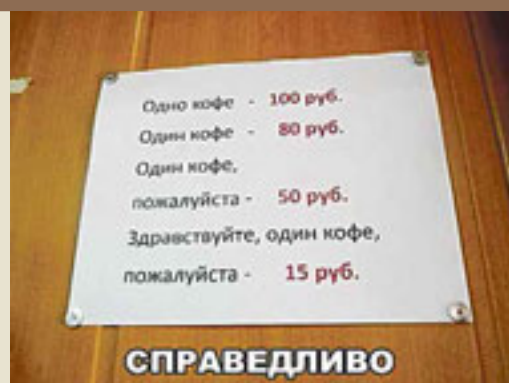 Одно кофе - 100 руб.
Один кофе - 80 руб.
Один кофе,
пожалуйста - 50 руб.
Здравствуйте, один кофе,
пожалуйста - 15 руб.
СПРАВЕДЛИВО